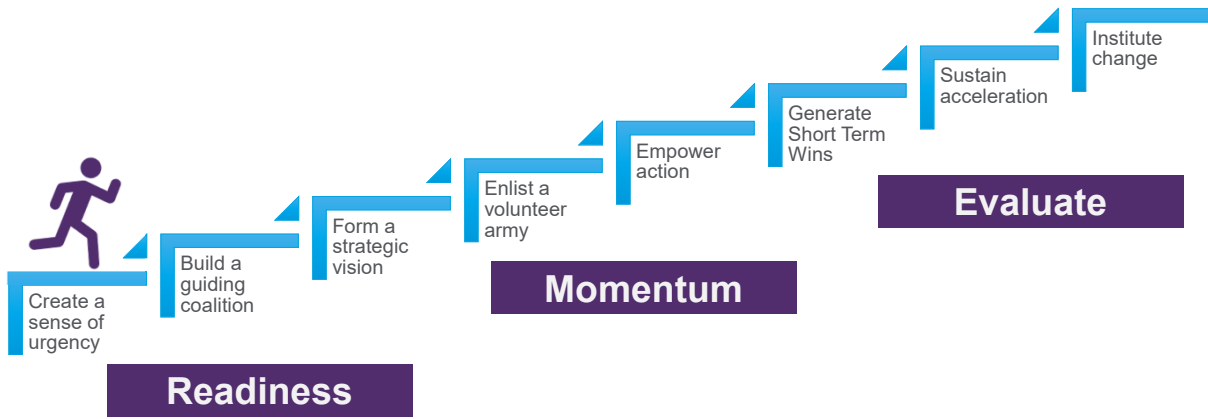 Create a
sense of
urgency
Build a
guiding
coalition
Form a
strategic
vision
Enlist a
volunteer
army
Empower
action
Generate
Short Term
Wins
Sustain
acceleration
Institute
change
Readiness
Momentum
Evaluate